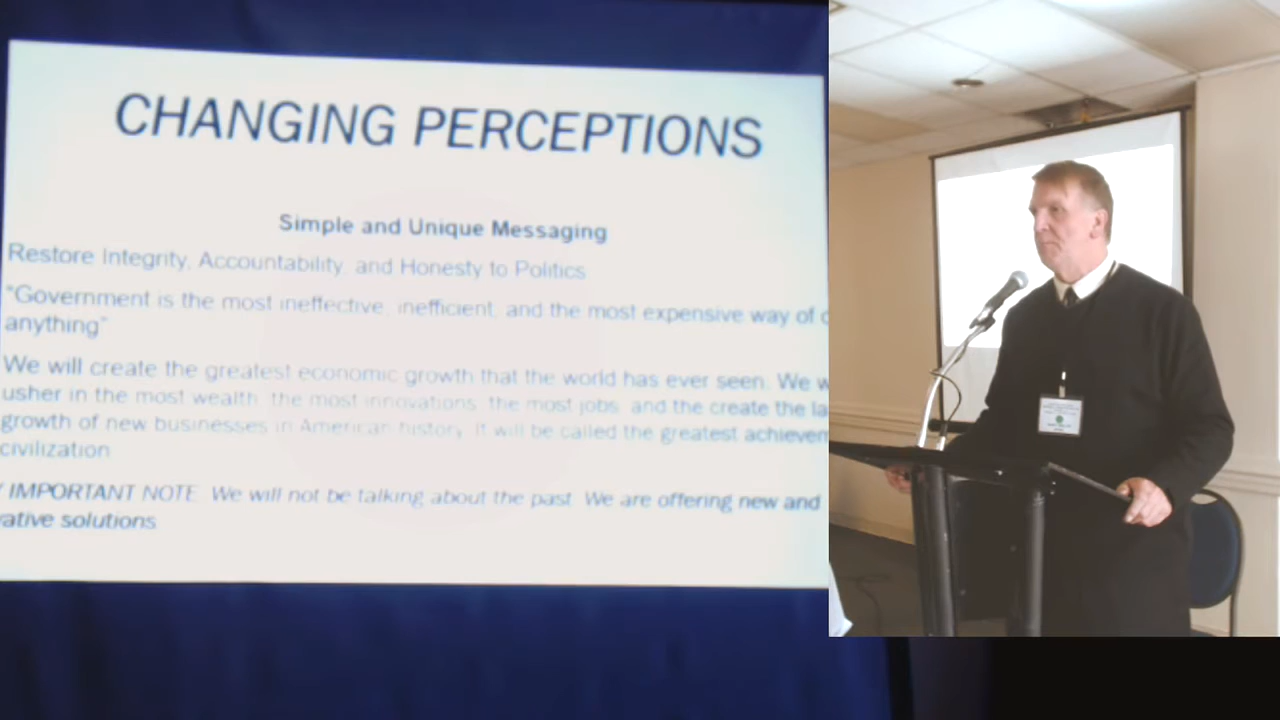 CHANGING PERCEPTIONS
Simple and Unique Messaging
Restore Integrity, Accountability, and Honesty to Politics
"Government is the most ineffective, inefficient, and the most expensive way of
anything"
We will create the greatest economic growth that the world has ever seen. We w
usher in the most wealth, the most innovations, the most jobs, and the create the la
growth of new businesses in American history. It will be called the greatest achievem
civilization
IMPORTANT NOTE: We will not be talking about the past. We are offering new and
ative solutions